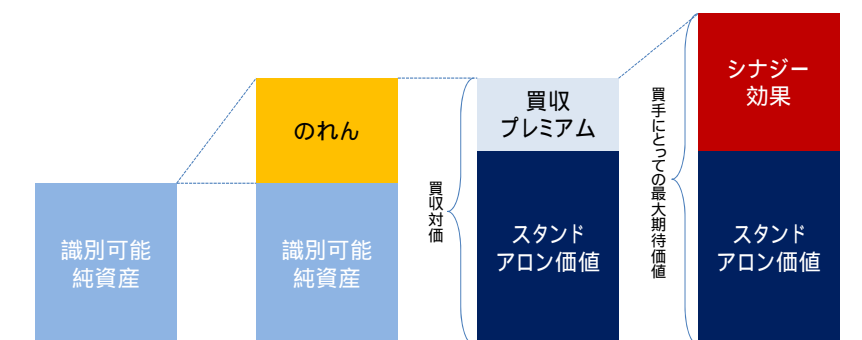 識別可能
純資産
のれん
識別可能
純資産
買収対価
買収
プレミアム
スタンド
アロン価値
買手にとっての最大期待価値
シナジー
効果
スタンド
アロン価値